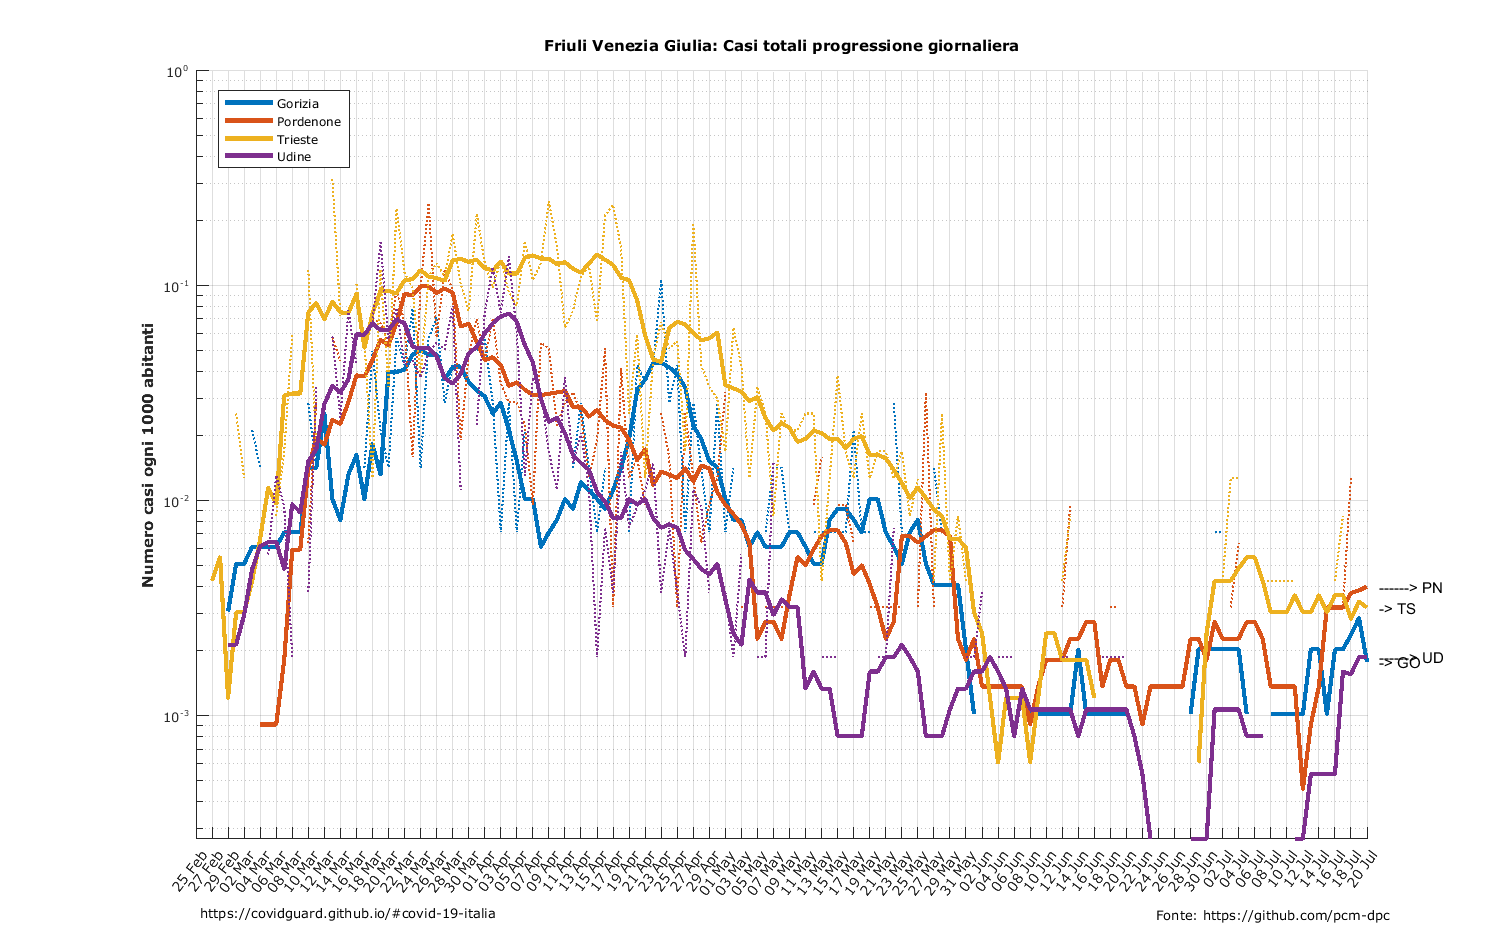 Friuli Venezia Giulia: Casi totali progressione giornaliera
Numero casi ogni 1000 abitanti
10⁰
10⁻¹
10⁻²
10⁻³
Gorizia
Pordenone
Trieste
Udine
------> PN
-> TS
-----> UD
-> GO
25 Feb
27 Feb
29 Feb
02 Mar
04 Mar
06 Mar
08 Mar
10 Mar
12 Mar
14 Mar
16 Mar
18 Mar
20 Mar
22 Mar
24 Mar
26 Mar
28 Mar
30 Mar
01 Apr
03 Apr
05 Apr
07 Apr
09 Apr
11 Apr
13 Apr
15 Apr
17 Apr
19 Apr
21 Apr
23 Apr
25 Apr
27 Apr
29 Apr
01 May
03 May
05 May
07 May
09 May
11 May
13 May
15 May
17 May
19 May
21 May
23 May
25 May
27 May
29 May
31 May
02 Jun
04 Jun
06 Jun
08 Jun
10 Jun
12 Jun
14 Jun
16 Jun
18 Jun
20 Jun
22 Jun
24 Jun
26 Jun
28 Jun
30 Jun
02 Jul
04 Jul
06 Jul
08 Jul
10 Jul
12 Jul
14 Jul
16 Jul
18 Jul
20 Jul
https://covidguard.github.io/#covid-19-italia
Fonte: https://github.com/pcm-dpc